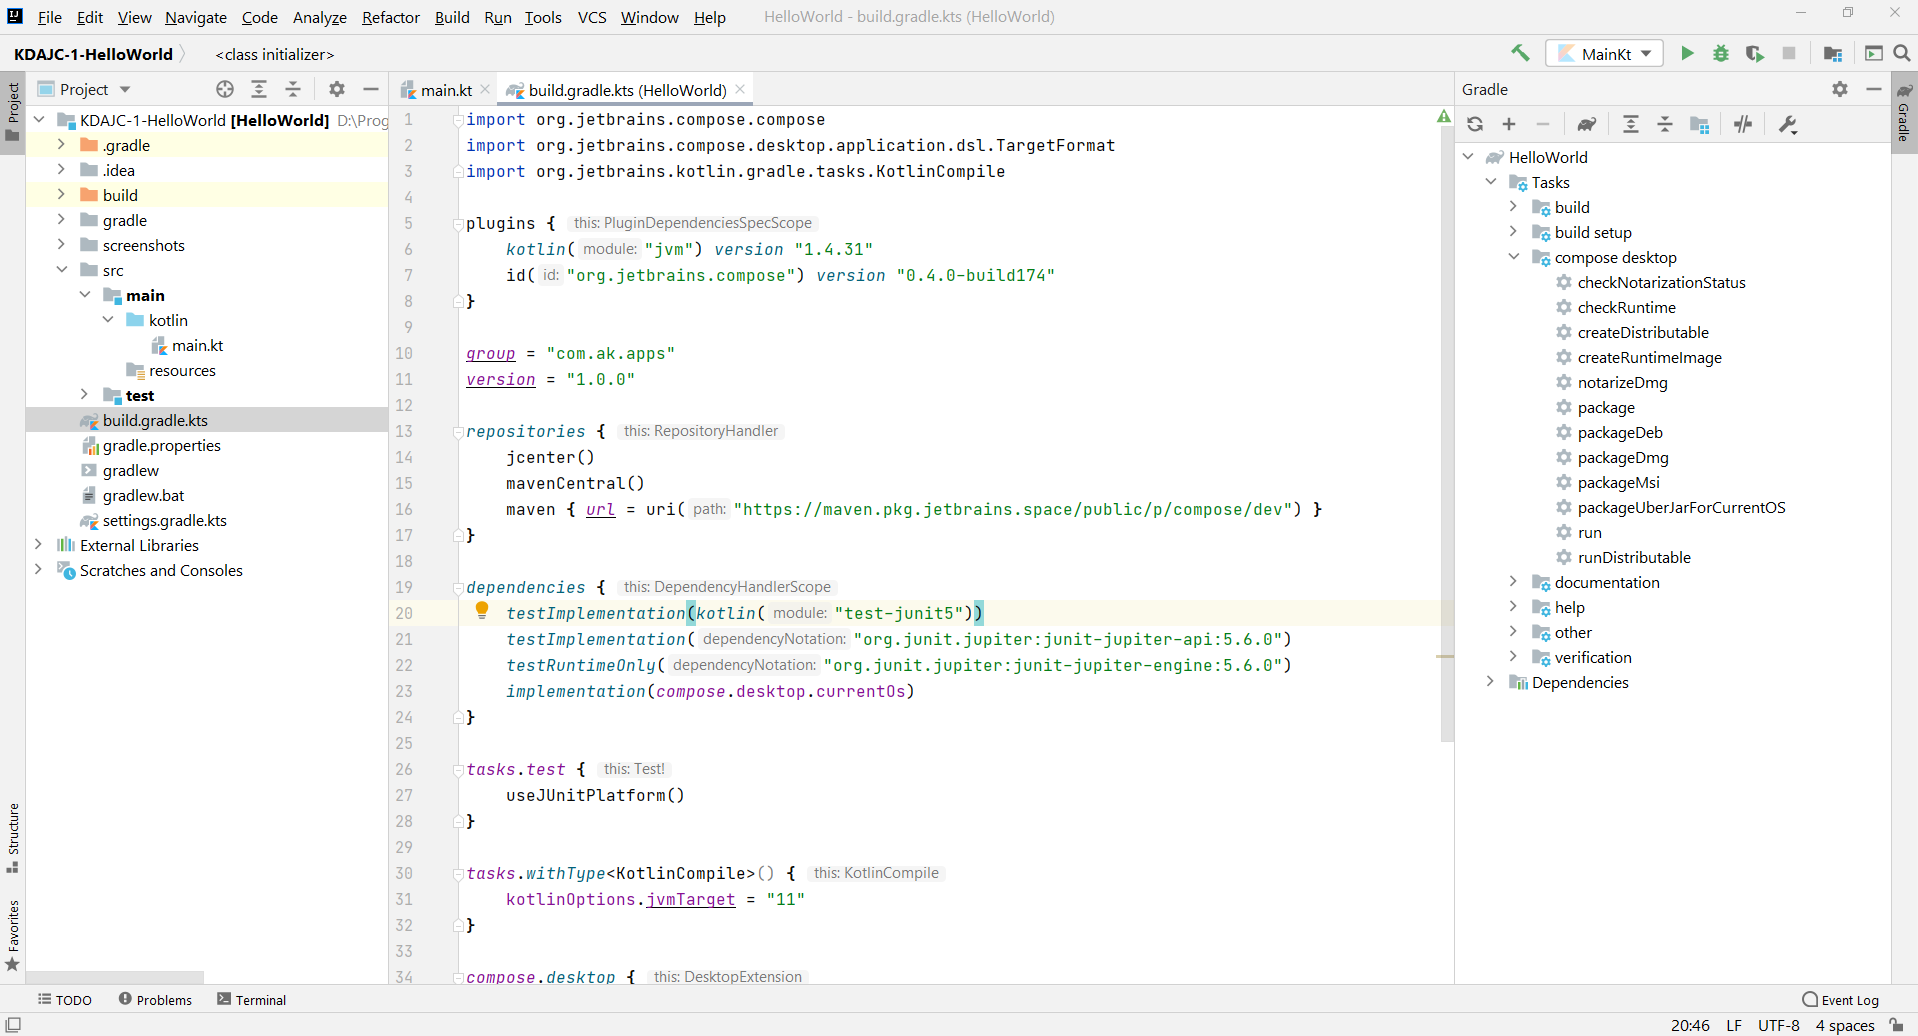 File Edit View Navigate Code Analyze Refactor Build Run Tools VCS Window Help HelloWorld - build.gradle.kts (HelloWorld)
KDAJC-1-HelloWorld <class initializer> MainKt
Project
KDAJC-1-HelloWorld [HelloWorld] D:\Prog
.gradle
.idea
build
gradle
screenshots
src
main
kotlin
main.kt
resources
test
build.gradle.kts
gradle.properties
gradlew
gradlew.bat
settings.gradle.kts
External Libraries
Scratches and Consoles
Project
Structure
Favorites
main.kt build.gradle.kts (HelloWorld)
1 import org.jetbrains.compose.compose
2 import org.jetbrains.compose.desktop.application.dsl.TargetFormat
3 import org.jetbrains.kotlin.gradle.tasks.KotlinCompile
4
5 plugins { this: PluginDependenciesSpecScope
6 kotlin( module: "jvm") version "1.4.31"
7 id( id: "org.jetbrains.compose") version "0.4.0-build174"
8 }
9
10 group = "com.ak.apps"
11 version = "1.0.0"
12
13 repositories { this: RepositoryHandler
14 jcenter()
15 mavenCentral()
16 maven { url = uri( path: "https://maven.pkg.jetbrains.space/public/p/compose/dev") }
17 }
18
19 dependencies { this: DependencyHandlerScope
20 testImplementation(kotlin( module: "test-junit5"))
21 testImplementation( dependencyNotation: "org.junit.jupiter:junit-jupiter-api:5.6.0")
22 testRuntimeOnly( dependencyNotation: "org.junit.jupiter:junit-jupiter-engine:5.6.0")
23 implementation(compose.desktop.currentOs)
24 }
25
26 tasks.test { this: Test!
27 useJUnitPlatform()
28 }
29
30 tasks.withType<KotlinCompile>() { this: KotlinCompile
31 kotlinOptions.jvmTarget = "11"
32 }
33
34 compose.desktop { this: DesktopExtension
Gradle
HelloWorld
Tasks
build
build setup
compose desktop
checkNotarizationStatus
checkRuntime
createDistributable
createRuntimeImage
notarizeDmg
package
packageDeb
packageDmg
packageMsi
packageUberJarForCurrentOS
run
runDistributable
documentation
help
other
verification
Dependencies
Gradle
TODO Problems Terminal Event Log
20:46 LF UTF-8 4 spaces